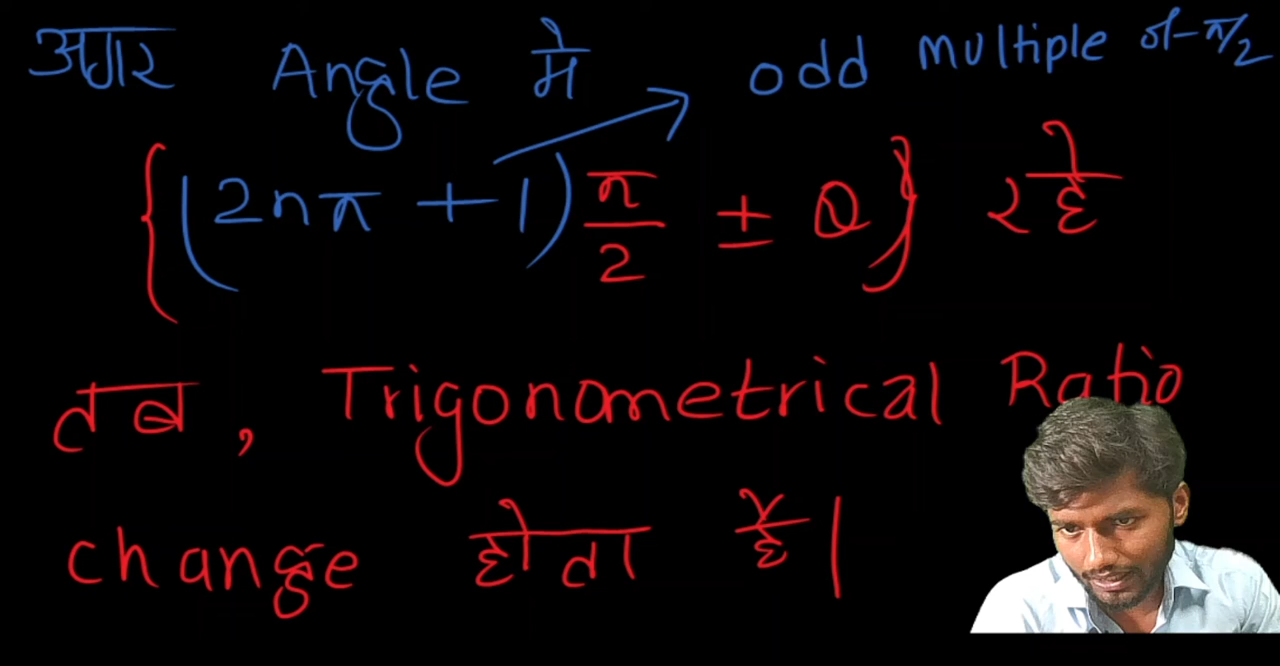 अगर Angle मे odd multiple of π/2
{(2nπ + 1) π/2 ± θ} रहे
तब, Trigonometrical Ratio
change होता है|